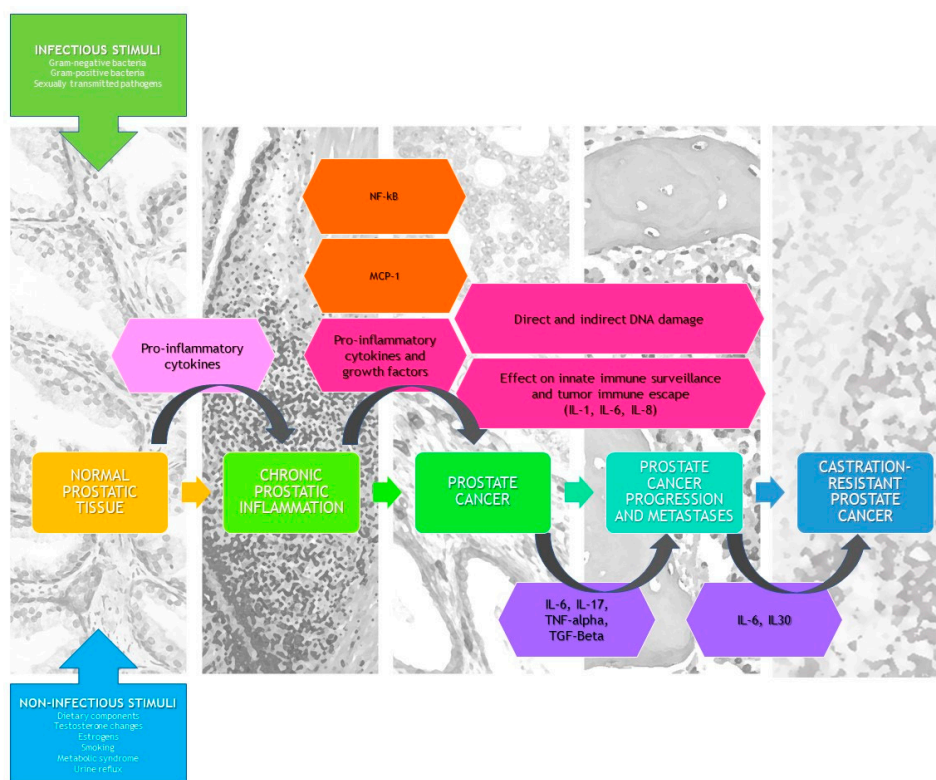 INFECTIOUS STIMULI
Gram-negative bacteria
Gram-positive bacteria
Sexually transmitted pathogens
NF-kB
MCP-1
Direct and indirect DNA damage
Pro-inflammatory
cytokines
Pro-inflammatory
cytokines and
growth factors
Effect on innate immune surveillance
and tumor immune escape
(IL-1, IL-6, IL-8)
NORMAL
PROSTATIC
TISSUE
CHRONIC
PROSTATIC
INFLAMMATION
PROSTATE
CANCER
PROSTATE
CANCER
PROGRESSION
AND METASTASES
CASTRATION-
RESISTANT
PROSTATE
CANCER
IL-6, IL-17,
TNF-alpha,
TGF-Beta
IL-6, IL30
NON-INFECTIOUS STIMULI
Dietary components
Testosterone changes
Estrogens
Smoking
Metabolic syndrome
Urine reflux